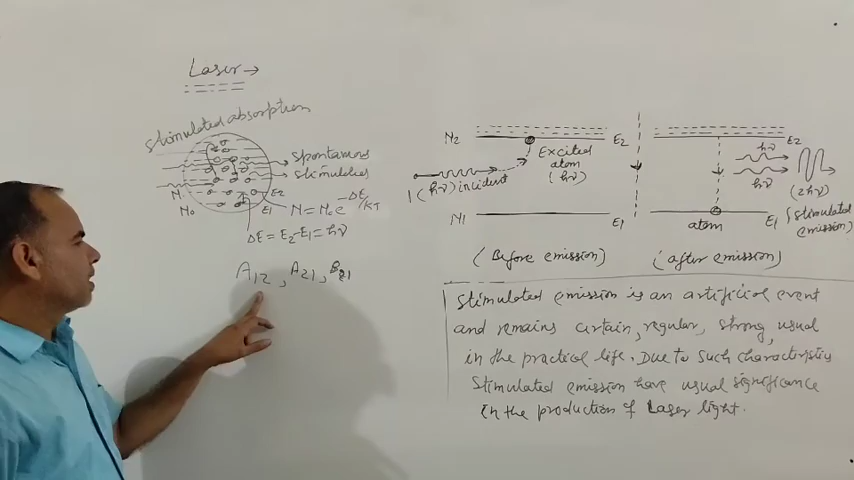 Laser →
Stimulated absorption
spontaneous
stimulated
N
E2
N0
E1
N = N0 e^-ΔE/KT
ΔE = E2 - E1 = hν
A12, A21, B21
N2
E2
Excited
atom
(hν)
1 (hν) incident
N1
E1
(Before emission)
E2
hν
hν
(2hν)
(stimulated
emission)
E1
atom
(after emission)
Stimulated emission is an artificial event
and remains certain, regular, strong, usual
in the practical life. Due to such characteristics
Stimulated emission have usual significance
in the production of Laser light.